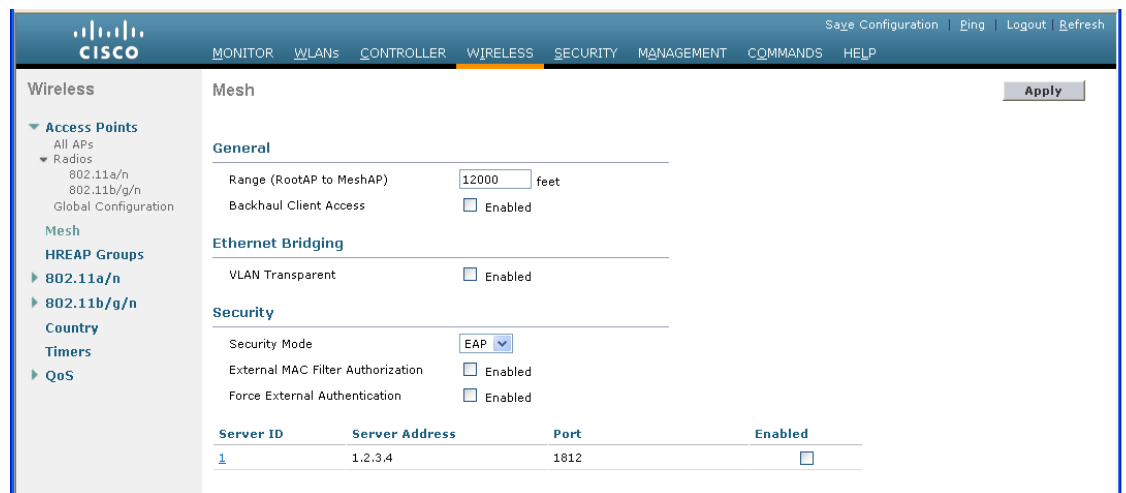 Save Configuration | Ping | Logout | Refresh
CISCO
MONITOR WLANs CONTROLLER WIRELESS SECURITY MANAGEMENT COMMANDS HELP
Wireless
Access Points
All APs
Radios
802.11a/n
802.11b/g/n
Global Configuration
Mesh
HREAP Groups
802.11a/n
802.11b/g/n
Country
Timers
QoS
Mesh
Apply
General
Range (RootAP to MeshAP) 12000 feet
Backhaul Client Access Enabled
Ethernet Bridging
VLAN Transparent Enabled
Security
Security Mode EAP
External MAC Filter Authorization Enabled
Force External Authentication Enabled
Server ID Server Address Port Enabled
1 1.2.3.4 1812